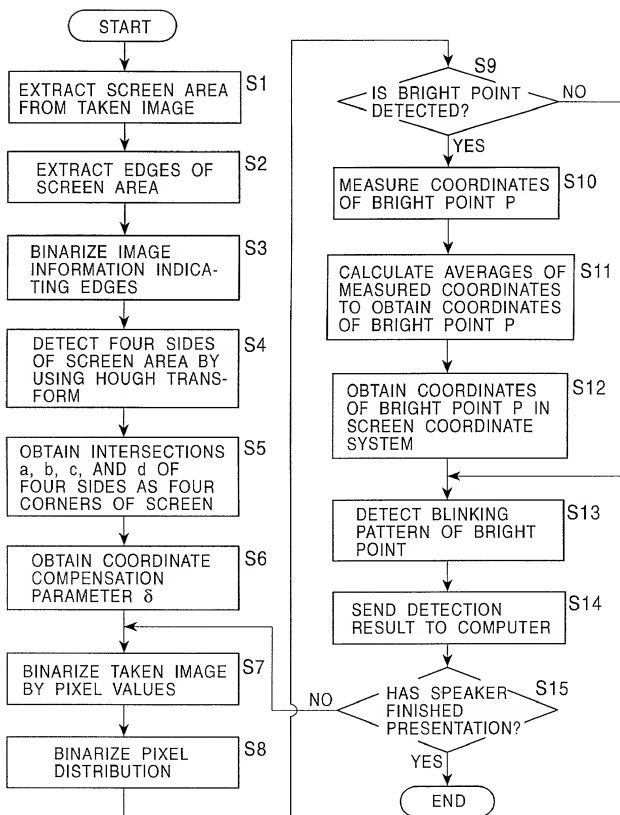 START
EXTRACT SCREEN AREA
FROM TAKEN IMAGE
S1
EXTRACT EDGES OF
SCREEN AREA
S2
BINARIZE IMAGE
INFORMATION INDICA-
TING EDGES
S3
DETECT FOUR SIDES
OF SCREEN AREA BY
USING HOUGH TRANS-
FORM
S4
OBTAIN INTERSECTIONS
a, b, c, and d OF
FOUR SIDES AS FOUR
CORNERS OF SCREEN
S5
OBTAIN COORDINATE
COMPENSATION
PARAMETER δ
S6
BINARIZE TAKEN IMAGE
BY PIXEL VALUES
S7
BINARIZE PIXEL
DISTRIBUTION
S8
S9
IS BRIGHT POINT
DETECTED?
NO
YES
MEASURE COORDINATES
OF BRIGHT POINT P
S10
CALCULATE AVERAGES OF
MEASURED COORDINATES
TO OBTAIN COORDINATES
OF BRIGHT POINT P
S11
OBTAIN COORDINATES
OF BRIGHT POINT P IN
SCREEN COORDINATE
SYSTEM
S12
DETECT BLINKING
PATTERN OF BRIGHT
POINT
S13
SEND DETECTION
RESULT TO COMPUTER
S14
HAS SPEAKER
FINISHED
PRESENTATION?
S15
NO
YES
END